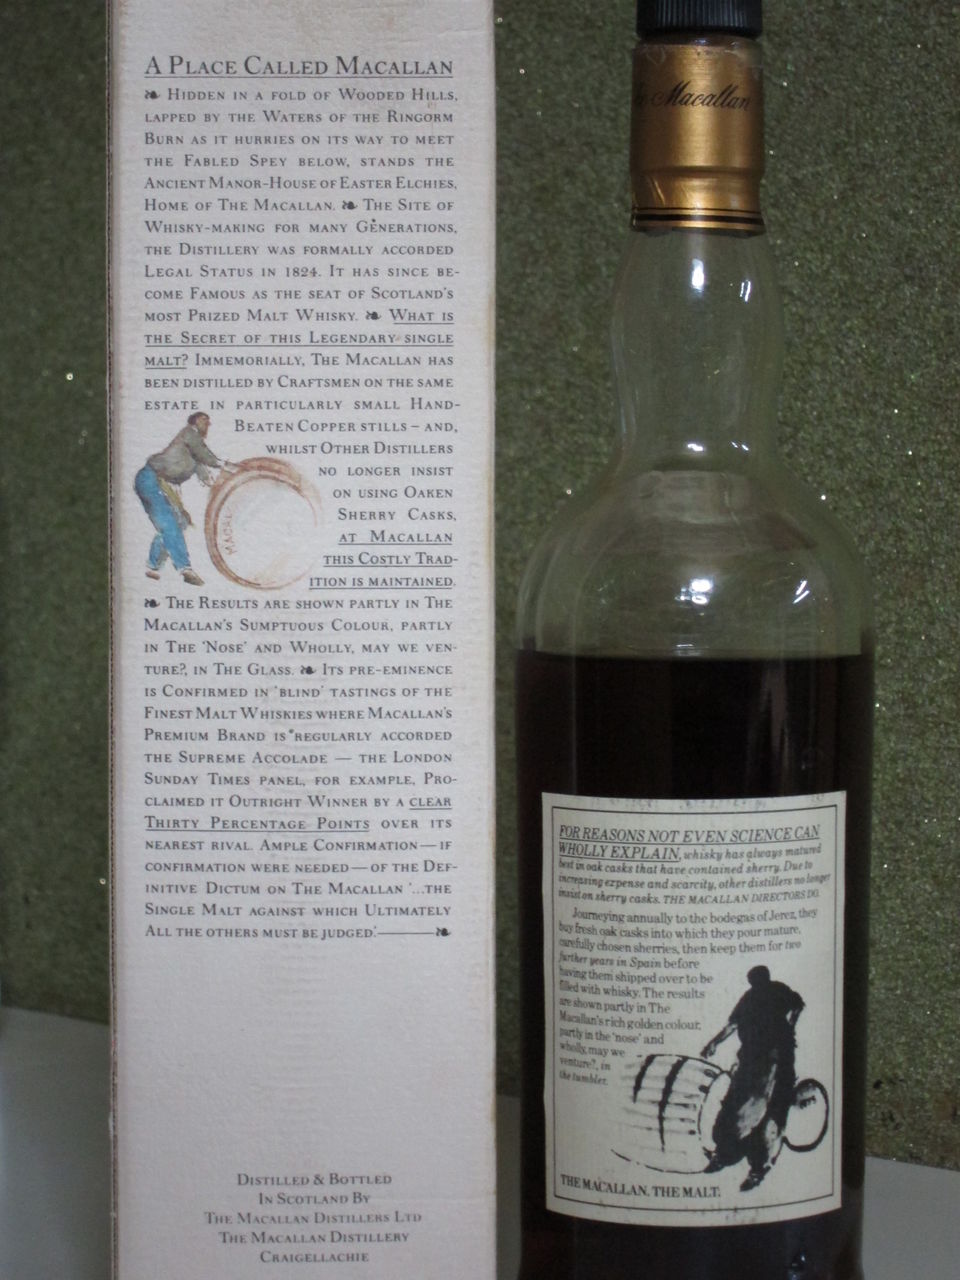 A PLACE CALLED MACALLAN
❧ HIDDEN IN A FOLD OF WOODED HILLS,
LAPPED BY THE WATERS OF THE RINGORM
BURN AS IT HURRIES ON ITS WAY TO MEET
THE FABLED SPEY BELOW, STANDS THE
ANCIENT MANOR-HOUSE OF EASTER ELCHIES,
HOME OF THE MACALLAN. ❧ THE SITE OF
WHISKY-MAKING FOR MANY GENERATIONS,
THE DISTILLERY WAS FORMALLY ACCORDED
LEGAL STATUS IN 1824. IT HAS SINCE BE-
COME FAMOUS AS THE SEAT OF SCOTLAND'S
MOST PRIZED MALT WHISKY. ❧ WHAT IS
THE SECRET OF THIS LEGENDARY SINGLE
MALT? IMMEMORIALLY, THE MACALLAN HAS
BEEN DISTILLED BY CRAFTSMEN ON THE SAME
ESTATE IN PARTICULARLY SMALL HAND-
BEATEN COPPER STILLS – AND,
WHILST OTHER DISTILLERS
NO LONGER INSIST
ON USING OAKEN
SHERRY CASKS,
AT MACALLAN
THIS COSTLY TRAD-
ITION IS MAINTAINED.
❧ THE RESULTS ARE SHOWN PARTLY IN THE
MACALLAN'S SUMPTUOUS COLOUR, PARTLY
IN THE 'NOSE' AND WHOLLY, MAY WE VEN-
TURE?, IN THE GLASS. ❧ ITS PRE-EMINENCE
IS CONFIRMED IN 'BLIND' TASTINGS OF THE
FINEST MALT WHISKIES WHERE MACALLAN'S
PREMIUM BRAND IS REGULARLY ACCORDED
THE SUPREME ACCOLADE — THE LONDON
SUNDAY TIMES PANEL, FOR EXAMPLE, PRO-
CLAIMED IT OUTRIGHT WINNER BY A CLEAR
THIRTY PERCENTAGE POINTS OVER ITS
NEAREST RIVAL. AMPLE CONFIRMATION — IF
CONFIRMATION WERE NEEDED — OF THE DEF-
INITIVE DICTUM ON THE MACALLAN '...THE
SINGLE MALT AGAINST WHICH ULTIMATELY
ALL THE OTHERS MUST BE JUDGED.' ——❧
DISTILLED & BOTTLED
IN SCOTLAND BY
THE MACALLAN DISTILLERS LTD
THE MACALLAN DISTILLERY
CRAIGELLACHIE
Macallan
FOR REASONS NOT EVEN SCIENCE CAN
WHOLLY EXPLAIN, whisky has always matured
best in oak casks that have contained sherry. Due to
increasing expense and scarcity, other distillers no longer
insist on sherry casks. THE MACALLAN DIRECTORS DO.
Journeying annually to the bodegas of Jerez, they
buy fresh oak casks into which they pour mature,
carefully chosen sherries, then keep them for two
further years in Spain before
having them shipped over to be
filled with whisky. The results
are shown partly in The
Macallan's rich golden colour,
partly in the 'nose' and
wholly, may we
venture?, in
the tumbler.
THE MACALLAN. THE MALT.